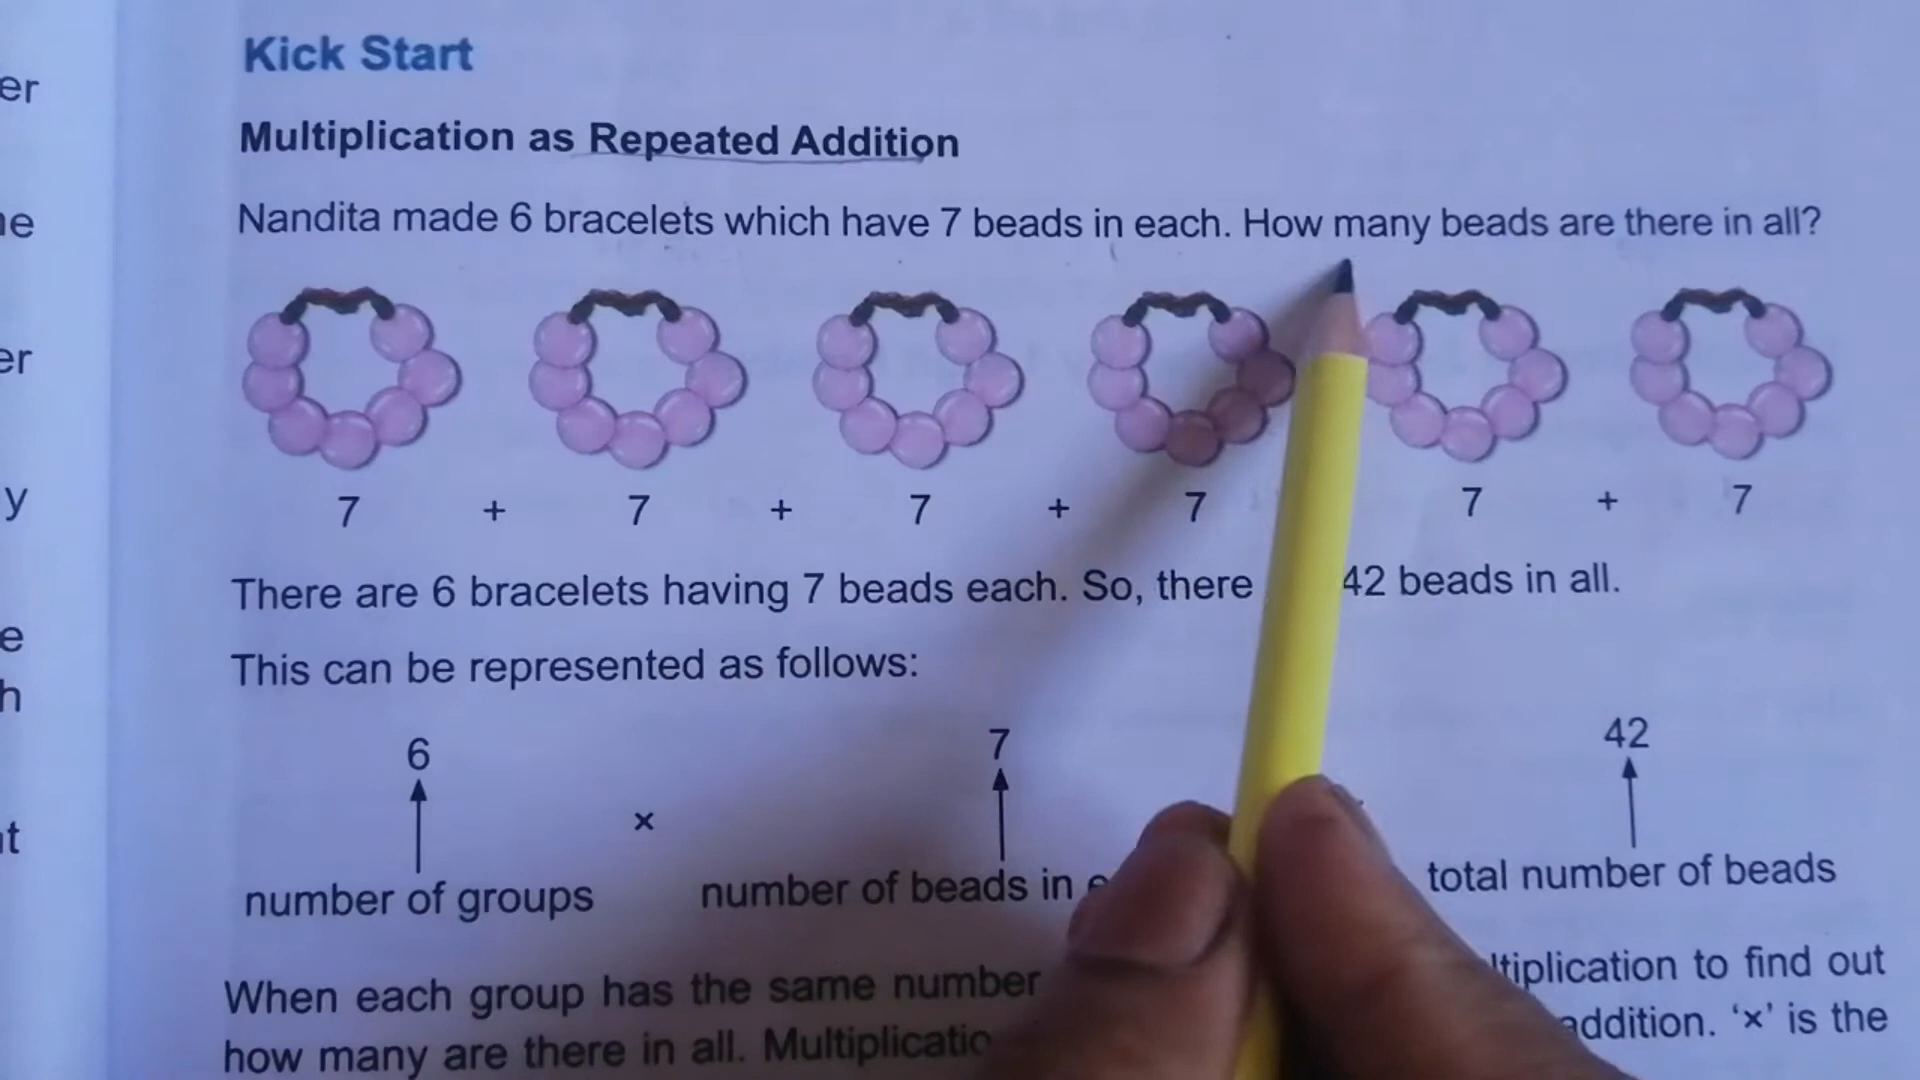 Kick Start
er
Multiplication as Repeated Addition
Nandita made 6 bracelets which have 7 beads in each. How many beads are there in all?
7 + 7 + 7 + 7 7 + 7
There are 6 bracelets having 7 beads each. So, there 42 beads in all.
This can be represented as follows:
6 7 42
×
number of groups number of beads in total number of beads
When each group has the same number ltiplication to find out
how many are there in all. Multiplicatio addition. ‘×’ is the